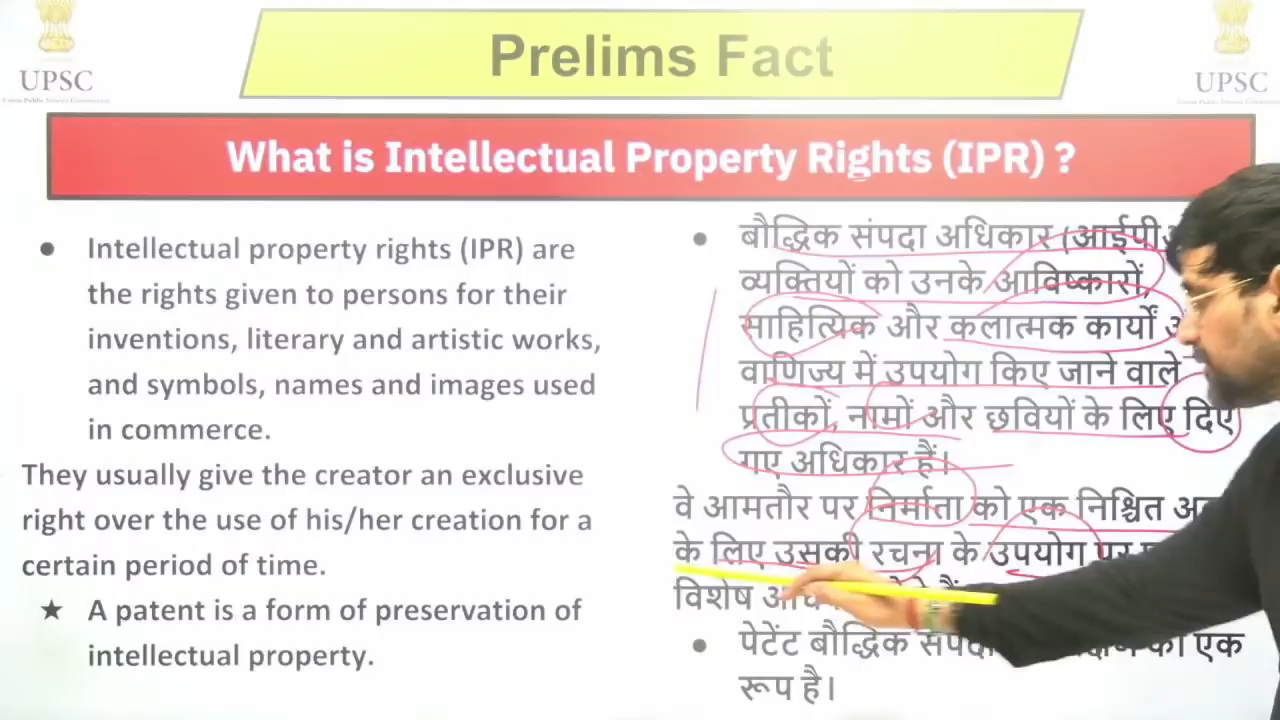 Prelims Fact
UPSC
UPSC
What is Intellectual Property Rights (IPR) ?
● Intellectual property rights (IPR) are
the rights given to persons for their
inventions, literary and artistic works,
and symbols, names and images used
in commerce.
They usually give the creator an exclusive
right over the use of his/her creation for a
certain period of time.
★ A patent is a form of preservation of
intellectual property.
● बौद्धिक संपदा अधिकार
व्यक्तियों को उनके आविष्कारों,
साहित्यिक और कलात्मक कार्यों
वाणिज्य में उपयोग किए जाने वाले
प्रतीकों, नामों और छवियों के लिए दिए
गए अधिकार हैं।
वे आमतौर पर निर्माता को एक निश्चित
के लिए उसकी रचना के उपयोग पर
विशेष
● पेटेंट बौद्धिक एक
रूप है।